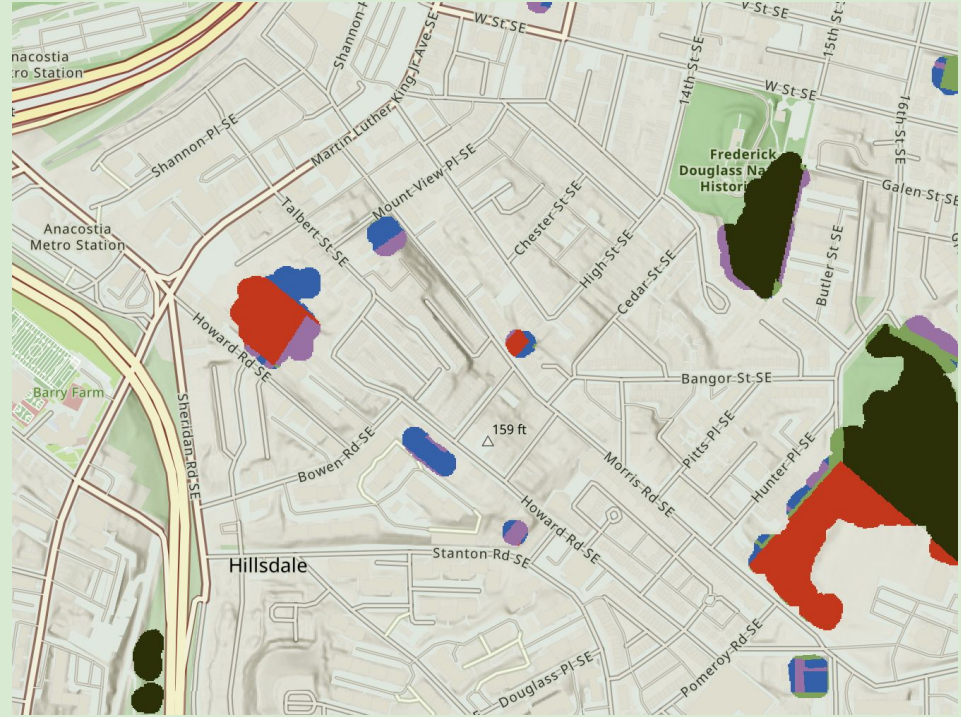 W St SE
V St SE
15th St
Shannon
nacostia
ro Station
14th St SE
W St SE
16th St SE
Martin Luther King Jr Ave SE
Shannon Pl SE
Frederick
Douglass Na
Histori
Mount View Pl SE
Galen St SE
Talbert St SE
Chester St SE
Anacostia
Metro Station
High St SE
Butler St SE
Cedar St SE
Howard Rd SE
Bangor St SE
Barry Farm
Sheridan Rd SE
159 ft
Pitts Pl SE
Bowen Rd SE
Hunter Pl SE
Morris Rd SE
Howard Rd SE
Stanton Rd SE
Hillsdale
Pomeroy Rd SE
Douglass Pl SE